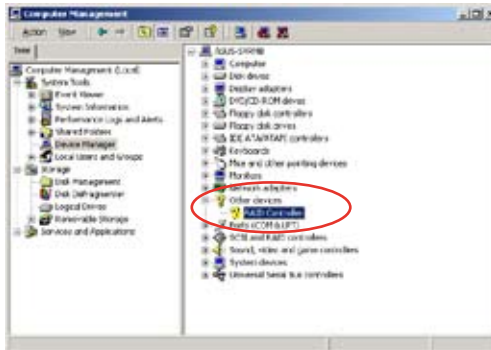 Computer Management
Action View
Tree
Computer Management (Local)
System Tools
Event Viewer
System Information
Performance Logs and Alerts
Shared Folders
Device Manager
Local Users and Groups
Storage
Disk Management
Disk Defragmenter
Logical Drives
Removable Storage
Services and Applications
Computer
Disk drives
Display adapters
DVD/CD-ROM drives
Floppy disk controllers
Floppy disk drives
IDE ATA/ATAPI controllers
Keyboards
Mice and other pointing devices
Monitors
Network adapters
Other devices
RAID Controller
Ports (COM & LPT)
SCSI and RAID controllers
Sound, video and game controllers
System devices
Universal Serial Bus controllers